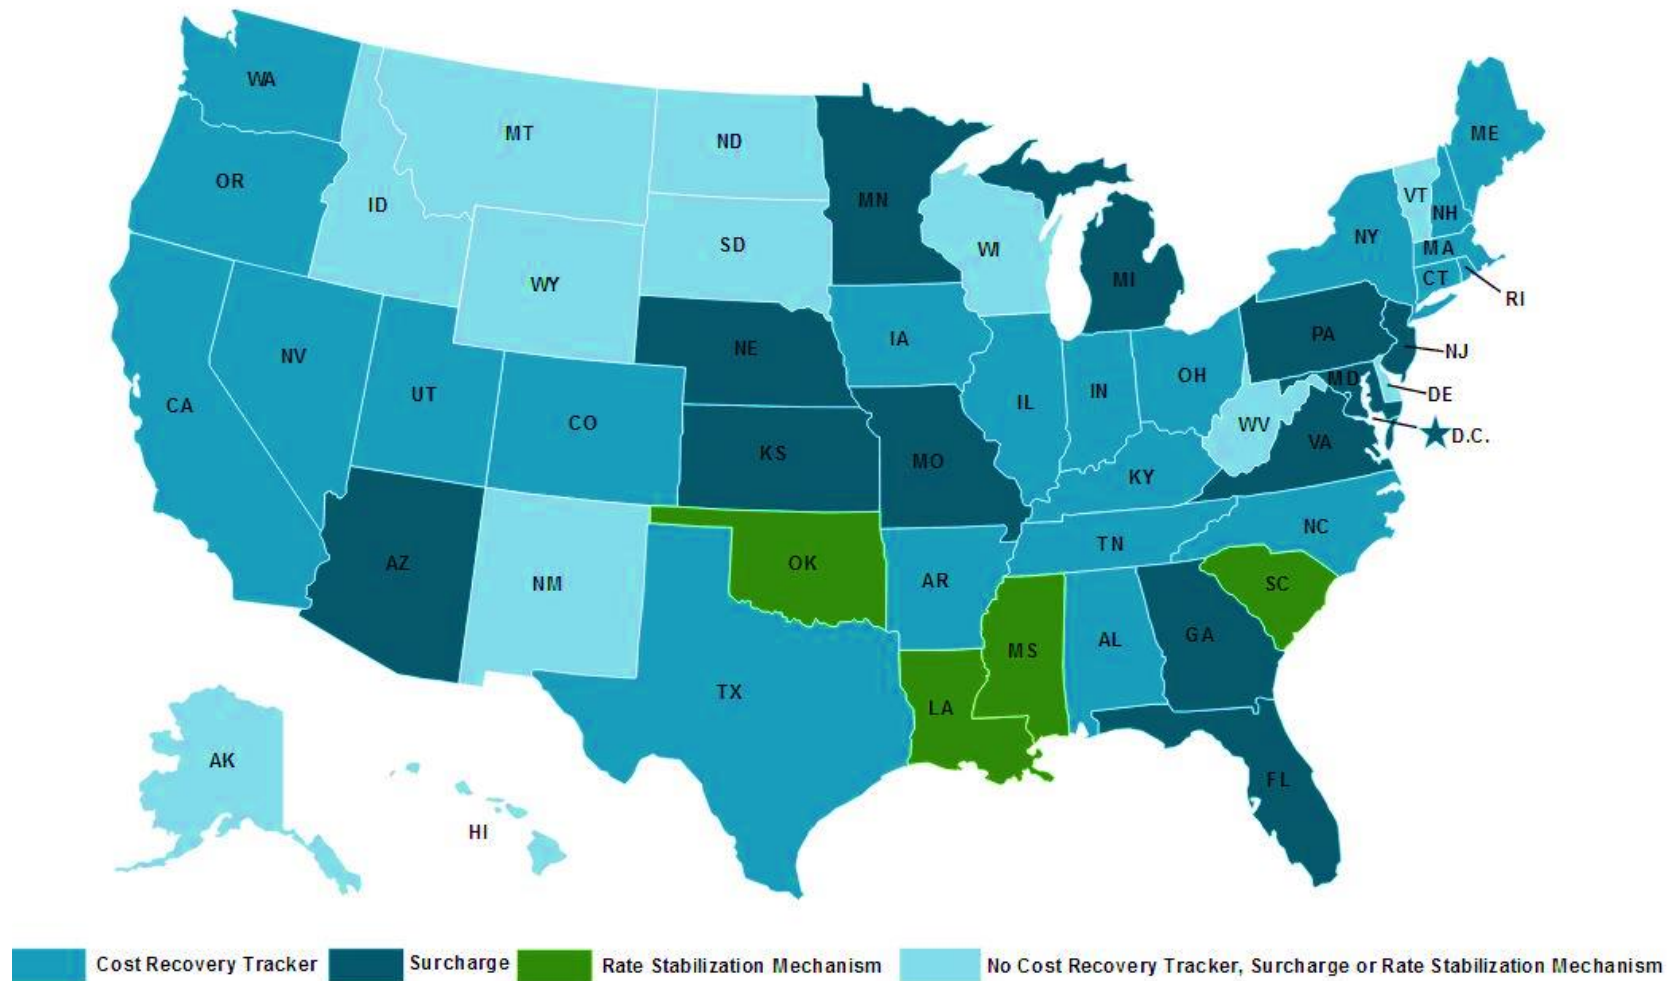 WA
MT
ND
ME
OR
ID
MN
VT
NH
SD
WI
NY
MA
WY
MI
CT
RI
NE
IA
PA
NJ
NV
UT
OH
MD
DE
CA
CO
IL
IN
WV
D.C.
KS
MO
KY
VA
AZ
NM
OK
AR
TN
NC
SC
TX
LA
MS
AL
GA
AK
HI
FL
Cost Recovery Tracker
Surcharge
Rate Stabilization Mechanism
No Cost Recovery Tracker, Surcharge or Rate Stabilization Mechanism